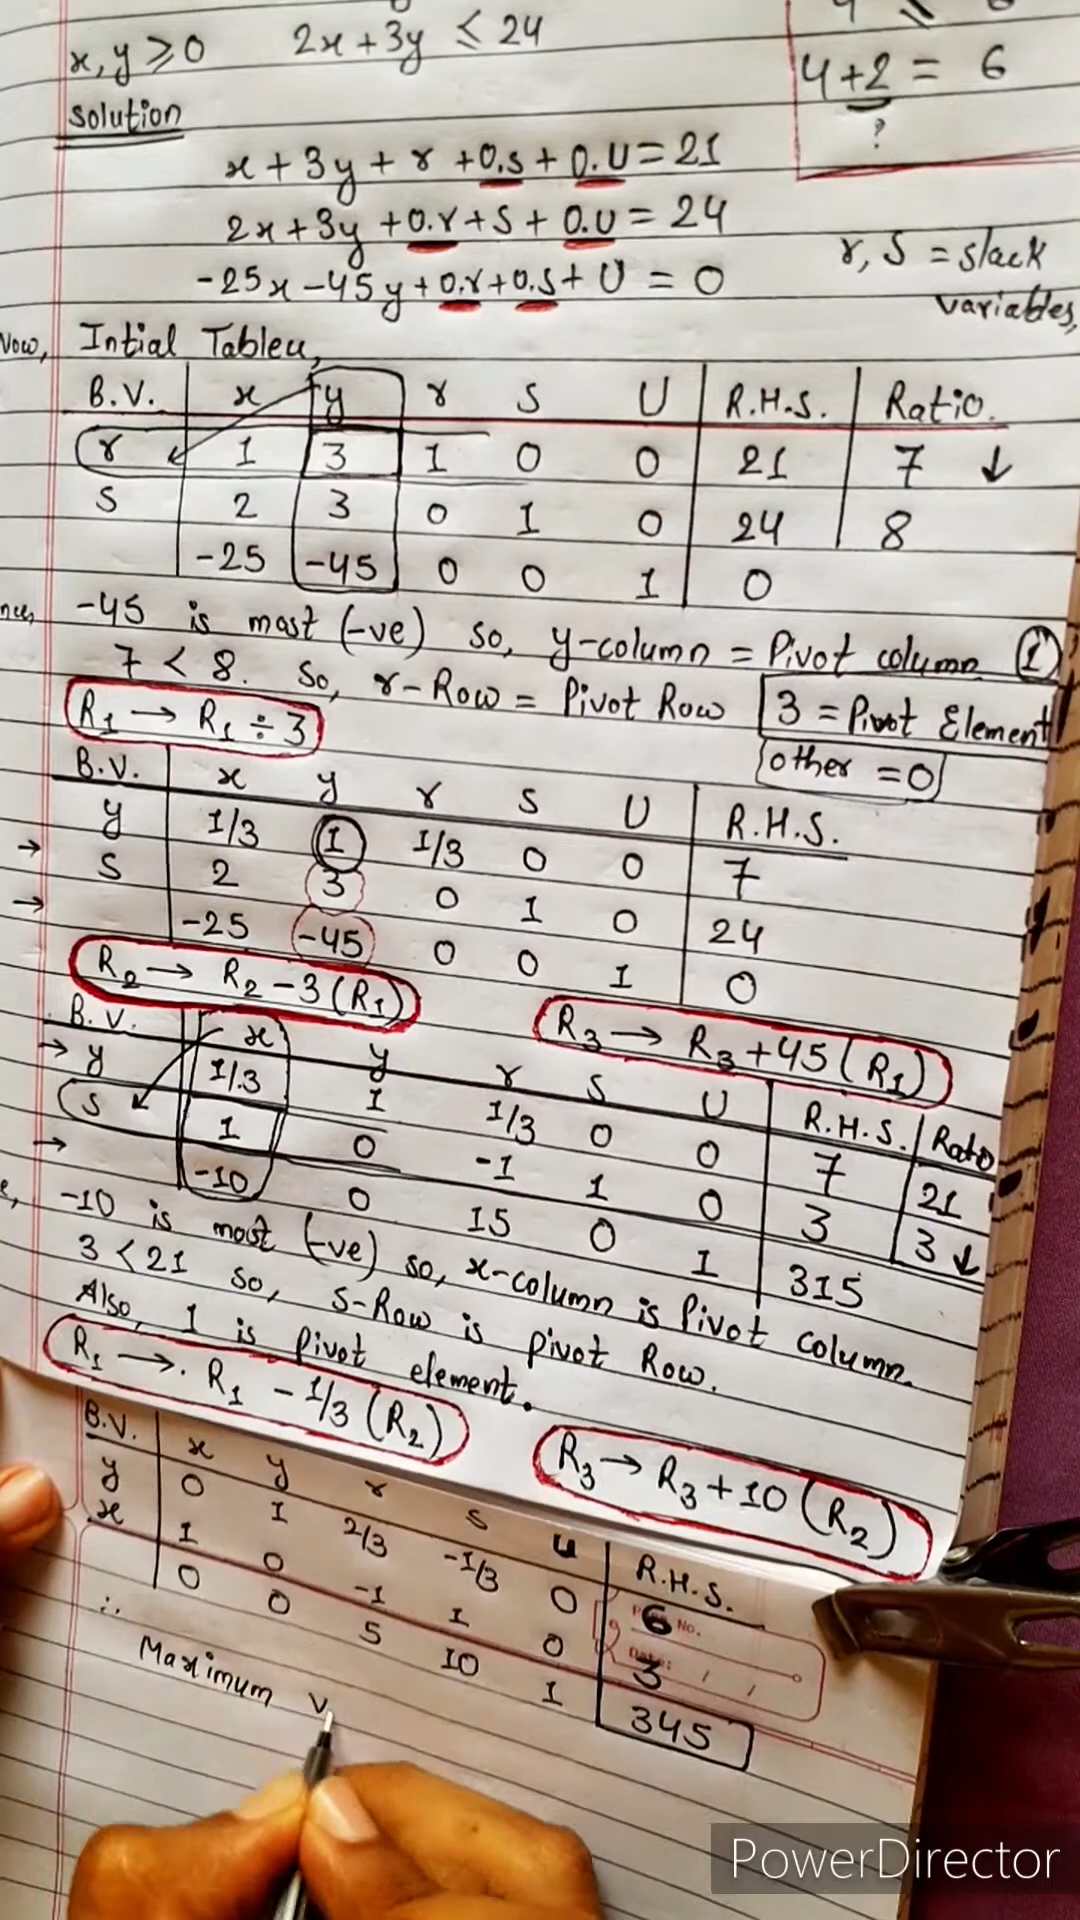 x, y ≥ 0 2x+3y ≤ 24
4+2 = 6
?
Solution
x + 3y + r + 0.s + 0.U = 21
2x + 3y + 0.r + s + 0.U = 24
-25x - 45y + 0.r + 0.s + U = 0
r, s = slack
variables,
Now, Intial Tableu,
B.V. x y r s U R.H.S. Ratio.
r 1 3 1 0 0 21 7 ↓
s 2 3 0 1 0 24 8
-25 -45 0 0 1 0
-45 is most (-ve) so, y-column = Pivot column. 1
7 < 8. So, r-Row = Pivot Row 3 = Pivot Element
other = 0
R1 → R1 ÷ 3
B.V. x y r s U R.H.S.
y 1/3 1 1/3 0 0 7
→ s 2 3 0 1 0 24
→ -25 -45 0 0 1 0
R2 → R2 - 3 (R1) R3 → R3 + 45 (R1)
B.V. x y r s U R.H.S. Ratio
→ y 1/3 1 1/3 0 0 7 21
s 1 0 -1 1 0 3 3 ↓
→ -10 0 15 0 1 315
-10 is most (-ve) so, x-column is Pivot column.
3 < 21 so, s-Row is pivot Row.
Also, 1 is Pivot element.
R1 → R1 - 1/3 (R2) R3 → R3 + 10 (R2)
B.V. x y r s u R.H.S.
y 0 1 2/3 -1/3 0 6
x 1 0 -1 1 0 3
0 0 5 10 1 345
∴ Maximum v
PowerDirector